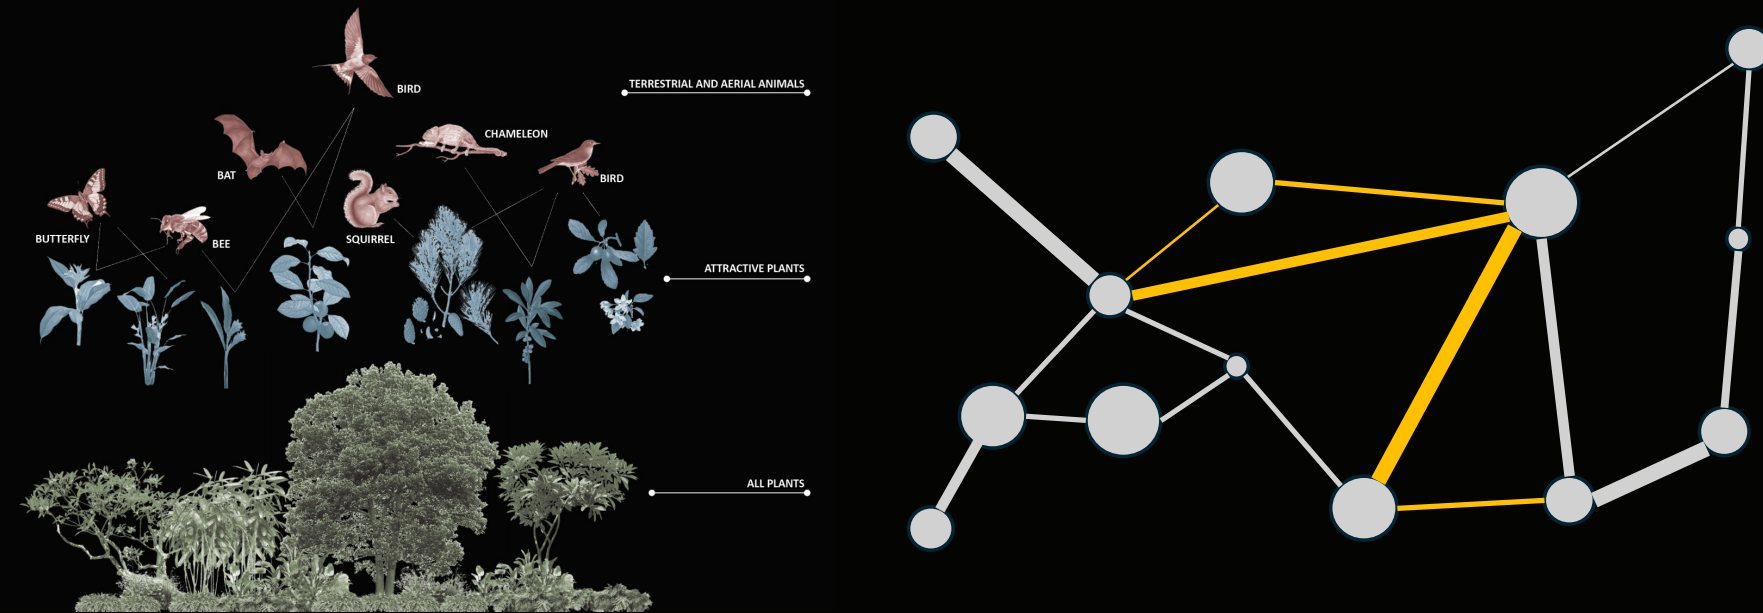 BIRD
TERRESTRIAL AND AERIAL ANIMALS
CHAMELEON
BAT
BIRD
BUTTERFLY
BEE
SQUIRREL
ATTRACTIVE PLANTS
ALL PLANTS